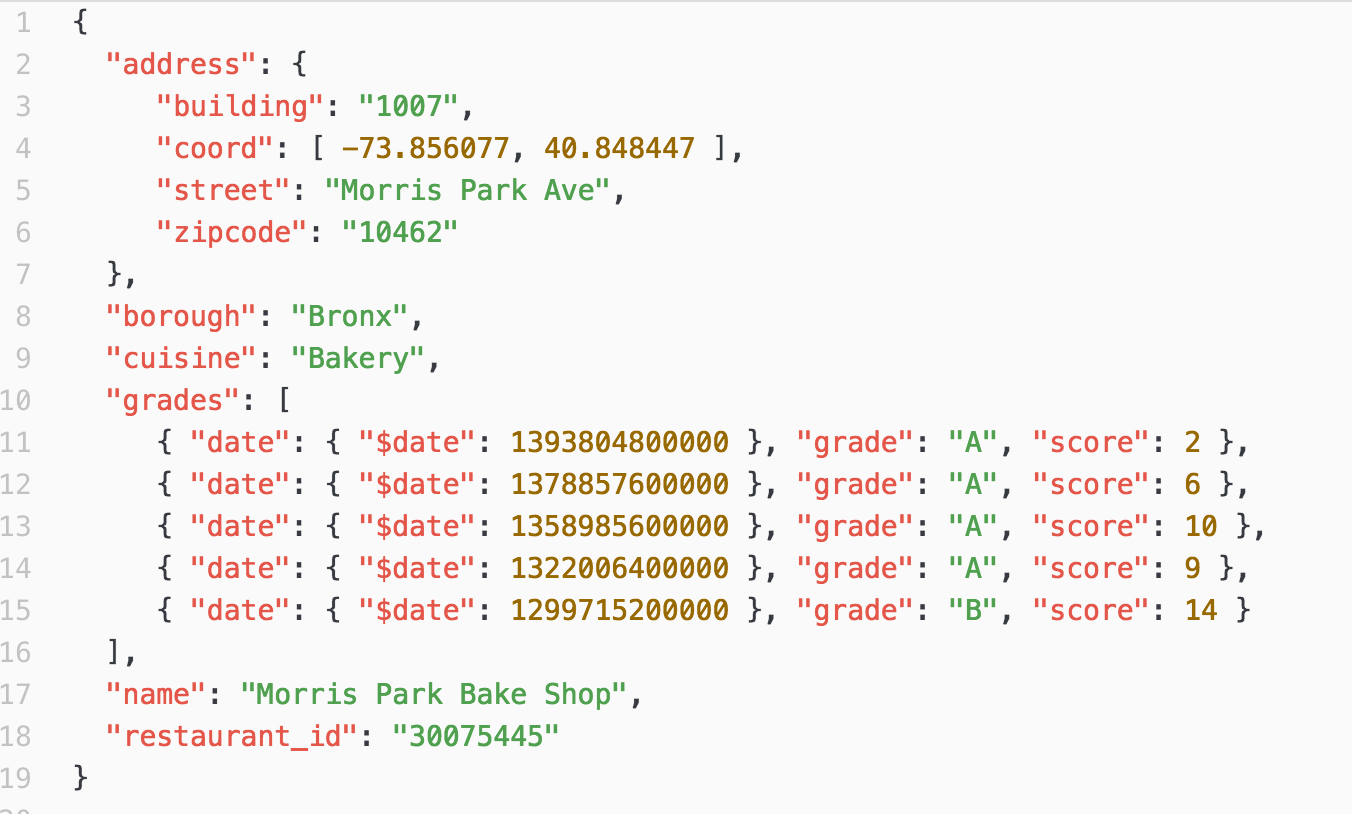 1 {
2 "address": {
3 "building": "1007",
4 "coord": [ -73.856077, 40.848447 ],
5 "street": "Morris Park Ave",
6 "zipcode": "10462"
7 },
8 "borough": "Bronx",
9 "cuisine": "Bakery",
10 "grades": [
11 { "date": { "$date": 1393804800000 }, "grade": "A", "score": 2 },
12 { "date": { "$date": 1378857600000 }, "grade": "A", "score": 6 },
13 { "date": { "$date": 1358985600000 }, "grade": "A", "score": 10 },
14 { "date": { "$date": 1322006400000 }, "grade": "A", "score": 9 },
15 { "date": { "$date": 1299715200000 }, "grade": "B", "score": 14 }
16 ],
17 "name": "Morris Park Bake Shop",
18 "restaurant_id": "30075445"
19 }